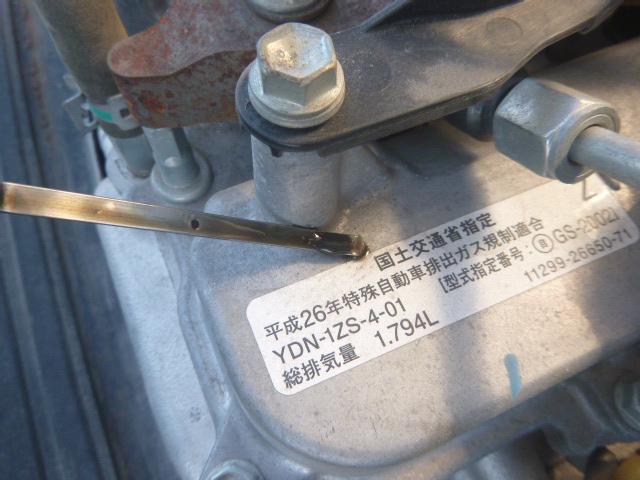 国土交通省指定
平成26年特殊自動車排出ガス規制適合
YDN-1ZS-4-01 [型式指定番号:Ⓑ GS-2002]
総排気量 1.794L 11299-26650-71